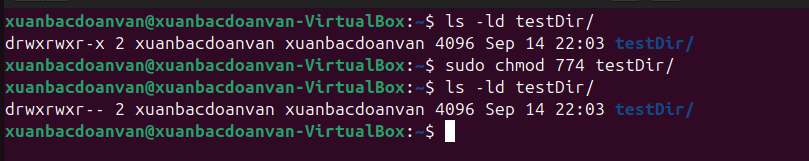 xuanbacdoanvan@xuanbacdoanvan-VirtualBox:~$ ls -ld testDir/
drwxrwxr-x 2 xuanbacdoanvan xuanbacdoanvan 4096 Sep 14 22:03 testDir/
xuanbacdoanvan@xuanbacdoanvan-VirtualBox:~$ sudo chmod 774 testDir/
xuanbacdoanvan@xuanbacdoanvan-VirtualBox:~$ ls -ld testDir/
drwxrwxr-- 2 xuanbacdoanvan xuanbacdoanvan 4096 Sep 14 22:03 testDir/
xuanbacdoanvan@xuanbacdoanvan-VirtualBox:~$